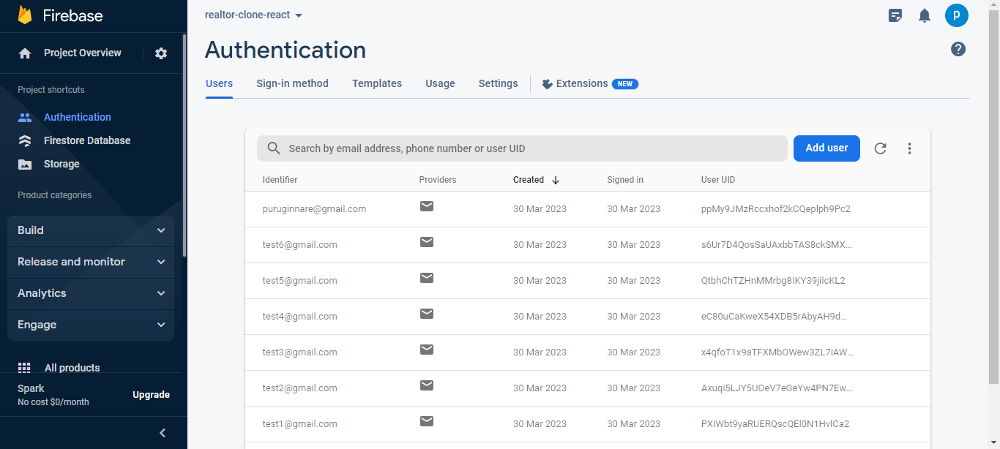 Firebase
Project Overview
Project shortcuts
Authentication
Firestore Database
Storage
Product categories
Build
Release and monitor
Analytics
Engage
All products
Spark
No cost $0/month
Upgrade
realtor-clone-react
p
Authentication
Users Sign-in method Templates Usage Settings Extensions NEW
Search by email address, phone number or user UID Add user
Identifier Providers Created Signed in User UID
puruginnare@gmail.com 30 Mar 2023 30 Mar 2023 ppMy9JMzRccxhof2kCQeplph9Pc2
test6@gmail.com 30 Mar 2023 30 Mar 2023 s6Ur7D4QosSaUAxbbTAS8ckSMX...
test5@gmail.com 30 Mar 2023 30 Mar 2023 QtbhChTZHnMMrbg8IKY39jilcKL2
test4@gmail.com 30 Mar 2023 30 Mar 2023 eC80uCaKweX54XDB5rAbyAH9d...
test3@gmail.com 30 Mar 2023 30 Mar 2023 x4qfoT1x9aTFXMbOWew3ZL7iAW...
test2@gmail.com 30 Mar 2023 30 Mar 2023 Axuqi5LJY5UOeV7eGeYw4PN7Ew...
test1@gmail.com 30 Mar 2023 30 Mar 2023 PXIWbt9yaRUERQscQEl0N1HvlCa2